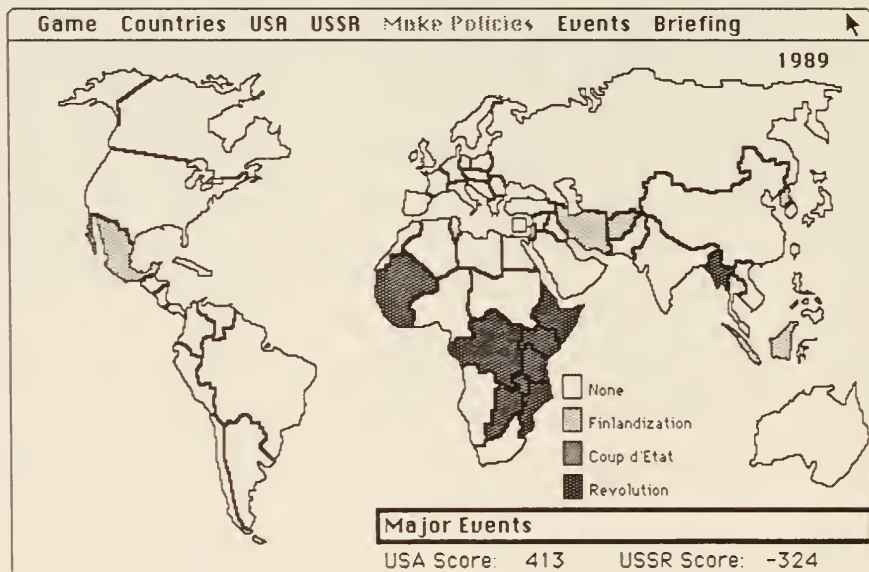 Game Countries USA USSR Make Policies Events Briefing
1989
None
Finlandization
Coup d'Etat
Revolution
Major Events
USA Score: 413 USSR Score: -324